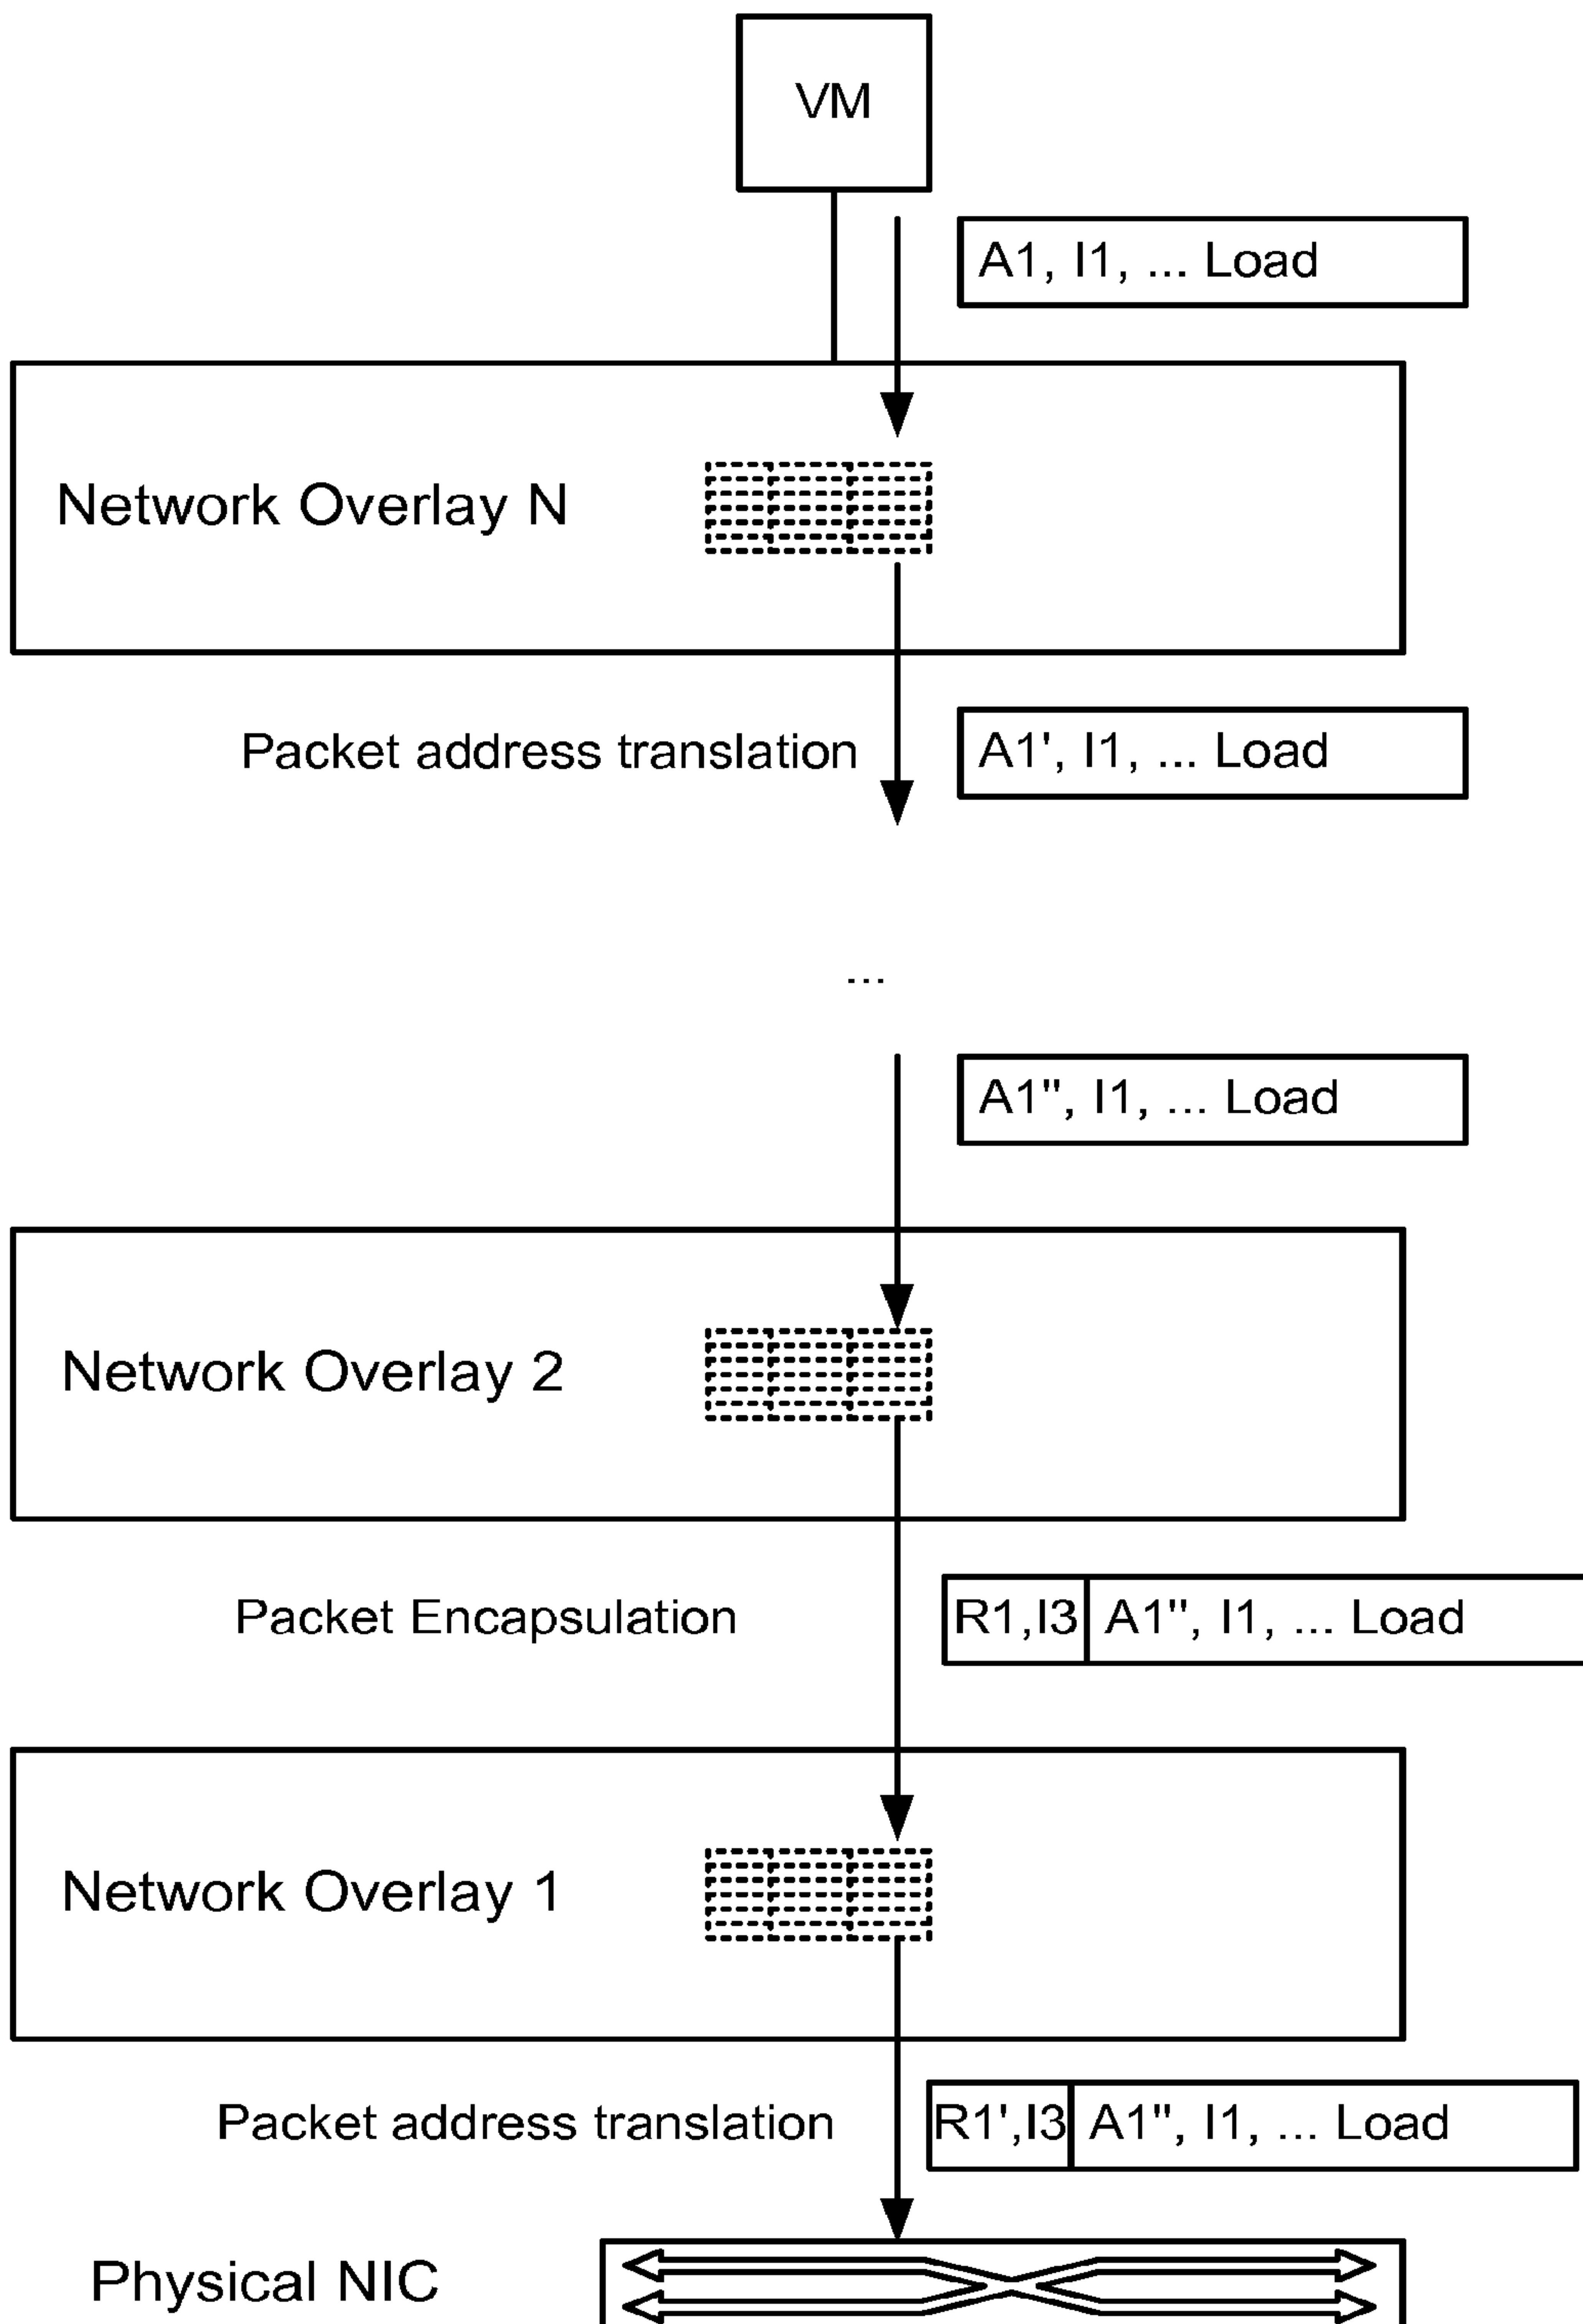 VM
A1, I1, ... Load
Network Overlay N
Packet address translation
A1', I1, ... Load
...
A1", I1, ... Load
Network Overlay 2
Packet Encapsulation
R1,I3
A1", I1, ... Load
Network Overlay 1
Packet address translation
R1',I3
A1", I1, ... Load
Physical NIC